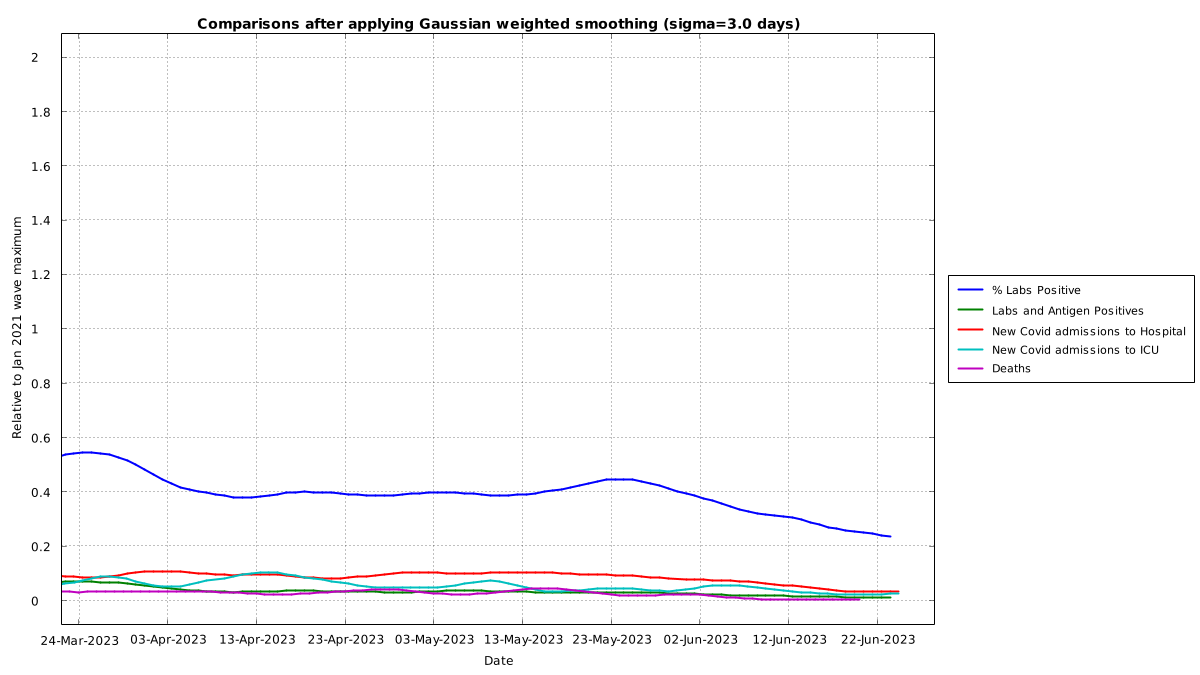 Comparisons after applying Gaussian weighted smoothing (sigma=3.0 days)
Relative to Jan 2021 wave maximum
2
1.8
1.6
1.4
1.2
1
0.8
0.6
0.4
0.2
0
24-Mar-2023 03-Apr-2023 13-Apr-2023 23-Apr-2023 03-May-2023 13-May-2023 23-May-2023 02-Jun-2023 12-Jun-2023 22-Jun-2023
Date
% Labs Positive
Labs and Antigen Positives
New Covid admissions to Hospital
New Covid admissions to ICU
Deaths